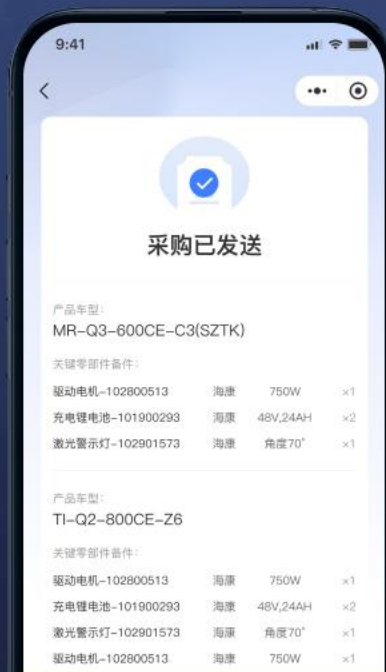 9:41
采购已发送
产品车型:
MR-Q3-600CE-C3(SZTK)
关键零部件备件:
驱动电机-102800513 海康 750W ×1
充电锂电池-101900293 海康 48V,24AH ×2
激光警示灯-102901573 海康 角度70° ×1
产品车型:
TI-Q2-800CE-Z6
关键零部件备件:
驱动电机-102800513 海康 750W ×1
充电锂电池-101900293 海康 48V,24AH ×2
激光警示灯-102901573 海康 角度70° ×1
驱动电机-102800513 海康 750W ×1